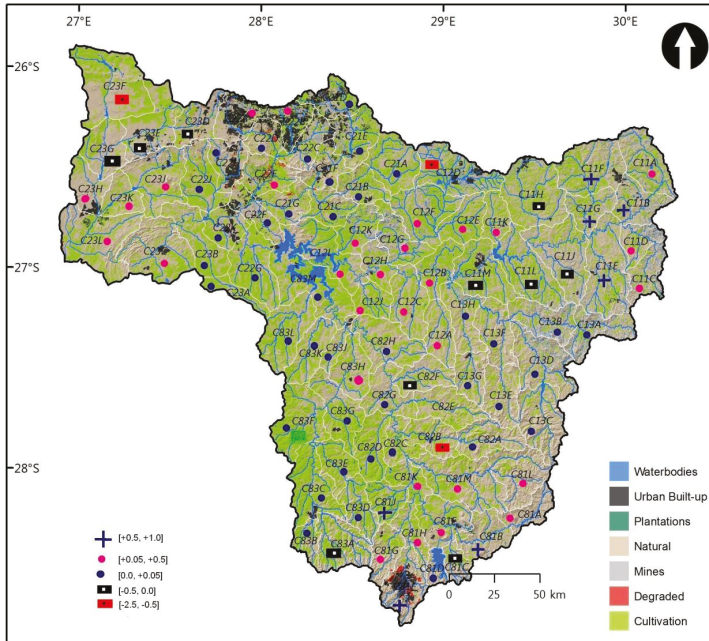 27°E 28°E 29°E 30°E
26°S
27°S
28°S
C23F
C23D
C23E
C23G
C22C
C21E
C21A
C12D
C11F
C11A
C23H
C23J
C23K
C21B
C11H
C11B
C11G
C21G
C21C
C22F
C12F
C12E
C11K
C23L
C12K
C12G
C11D
C23B
C12L
C12H
C12B
C11M
C11L
C11J
C11E
C11C
C22G
C23A
C83M
C12J
C12C
C13H
C83L
C83K
C83J
C82H
C12A
C13F
C13B
C13A
C83H
C82F
C13G
C13D
C83G
C82G
C82E
C13E
C83F
C13C
C82B
C82A
C82D
C82C
C83E
C83C
C81K
C81M
C81L
C83D
C81J
C81A
C83B
C83A
C81G
C81H
C81B
C81C
C81D
[+0.5, +1.0]
[+0.05, +0.5]
[0.0, +0.05]
[-0.5, 0.0]
[-2.5, -0.5]
0 25 50 km
Waterbodies
Urban Built-up
Plantations
Natural
Mines
Degraded
Cultivation